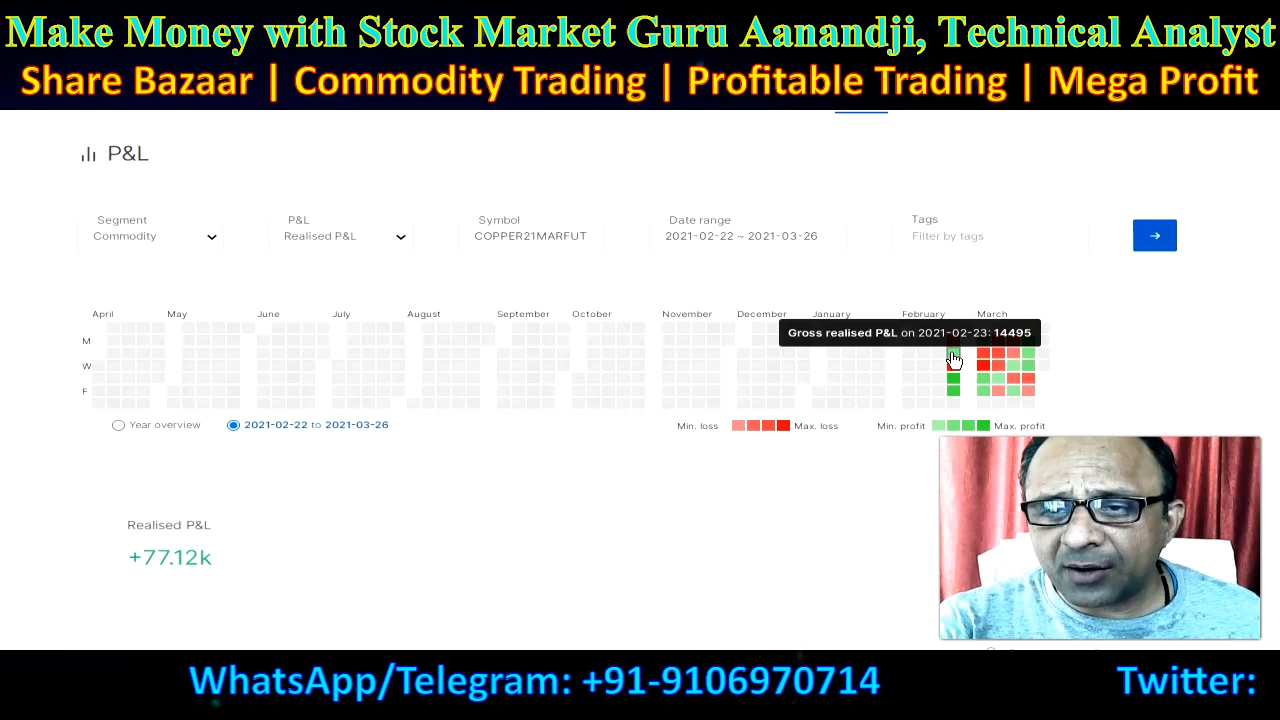 Make Money with Stock Market Guru Aanandji, Technical Analyst
Share Bazaar | Commodity Trading | Profitable Trading | Mega Profit
P&L
Segment P&L Symbol Date range Tags
Commodity Realised P&L COPPER21MARFUT 2021-02-22 ~ 2021-03-26 Filter by tags
April May June July August September October November December January February March
Gross realised P&L on 2021-02-23: 14495
M
W
F
Year overview 2021-02-22 to 2021-03-26 Min. loss Max. loss Min. profit Max. profit
Realised P&L
+77.12k
WhatsApp/Telegram: +91-9106970714 Twitter: